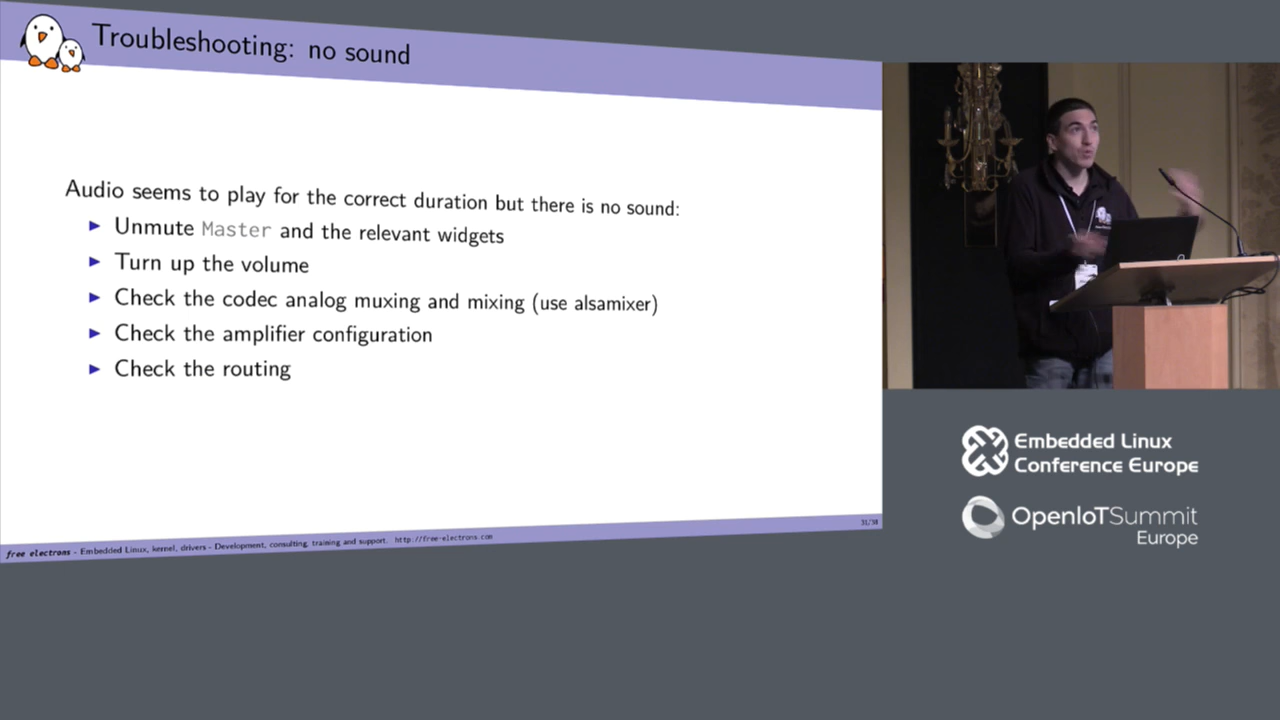 Troubleshooting: no sound
Audio seems to play for the correct duration but there is no sound:
Unmute Master and the relevant widgets
Turn up the volume
Check the codec analog muxing and mixing (use alsamixer)
Check the amplifier configuration
Check the routing
31/38
free electrons - Embedded Linux, kernel, drivers - Development, consulting, training and support. http://free-electrons.com
Embedded Linux
Conference Europe
OpenIoTSummit
Europe